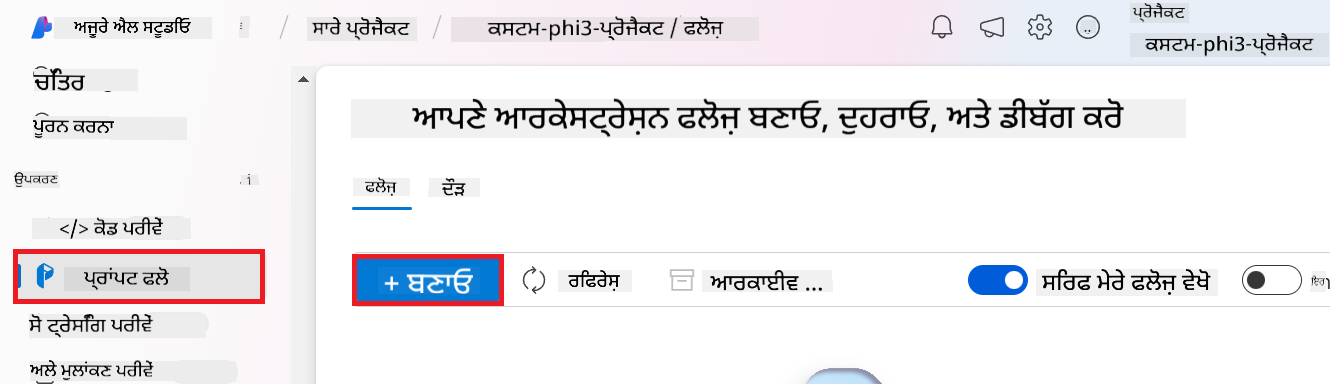 ਅਜੂਰੇ ਐਲ ਸਟੂਡਿਓ / ਸਾਰੇ ਪ੍ਰੋਜੈਕਟ / ਕਸਟਮ-phi3-ਪ੍ਰੋਜੈਕਟ / ਫਲੋਜ਼
ਪ੍ਰੋਜੈਕਟ
ਕਸਟਮ-phi3-ਪ੍ਰੋਜੈਕਟ
ਚਿੱਤਰ
ਪੂਰਨ ਕਰਨਾ
ਉਪਕਰਣ
</> ਕੋਡ ਪਰੀਵੇਂ
ਪ੍ਰਾਂਪਟ ਫਲੋ
ਸੋ ਟ੍ਰੇਸਿੰਗ ਪਰੀਵੇਂ
ਅਲੇ ਮੁਲਾਂਕਣ ਪਰੀਵੇਂ
ਆਪਣੇ ਆਰਕੇਸਟ੍ਰੇਸ਼ਨ ਫਲੋਜ਼ ਬਣਾਓ, ਦੁਹਰਾਓ, ਅਤੇ ਡੀਬੱਗ ਕਰੋ
ਫਲੋਜ਼ ਦੌੜ
+ ਬਣਾਓ ਰਫਿਰੇਸ਼ ਆਰਕਾਈਵ ... ਸਰਿਫ ਮੇਰੇ ਫਲੋਜ਼ ਵੇਖੋ